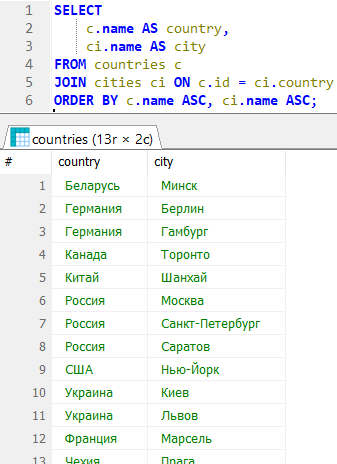 1 SELECT
2 c.name AS country,
3 ci.name AS city
4 FROM countries c
5 JOIN cities ci ON c.id = ci.country
6 ORDER BY c.name ASC, ci.name ASC;
countries (13r × 2c)
# country city
1 Беларусь Минск
2 Германия Берлин
3 Германия Гамбург
4 Канада Торонто
5 Китай Шанхай
6 Россия Москва
7 Россия Санкт-Петербург
8 Россия Саратов
9 США Нью-Йорк
10 Украина Киев
11 Украина Львов
12 Франция Марсель
13 Чехия Прага